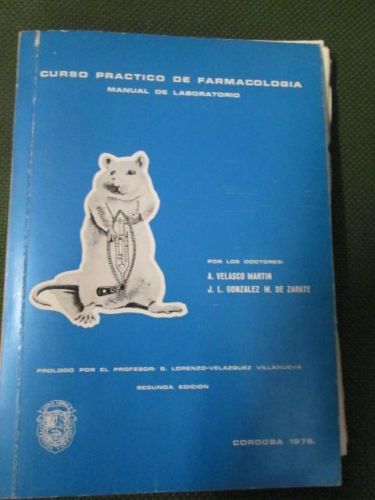 CURSO PRACTICO DE FARMACOLOGIA
MANUAL DE LABORATORIO
POR LOS DOCTORES:
A. VELASCO MARTIN
J. L. GONZALEZ M. DE ZARATE
PROLOGO POR EL PROFESOR: B. LORENZO-VELAZQUEZ VILLANUEVA
SEGUNDA EDICION
CORDOBA 1978.